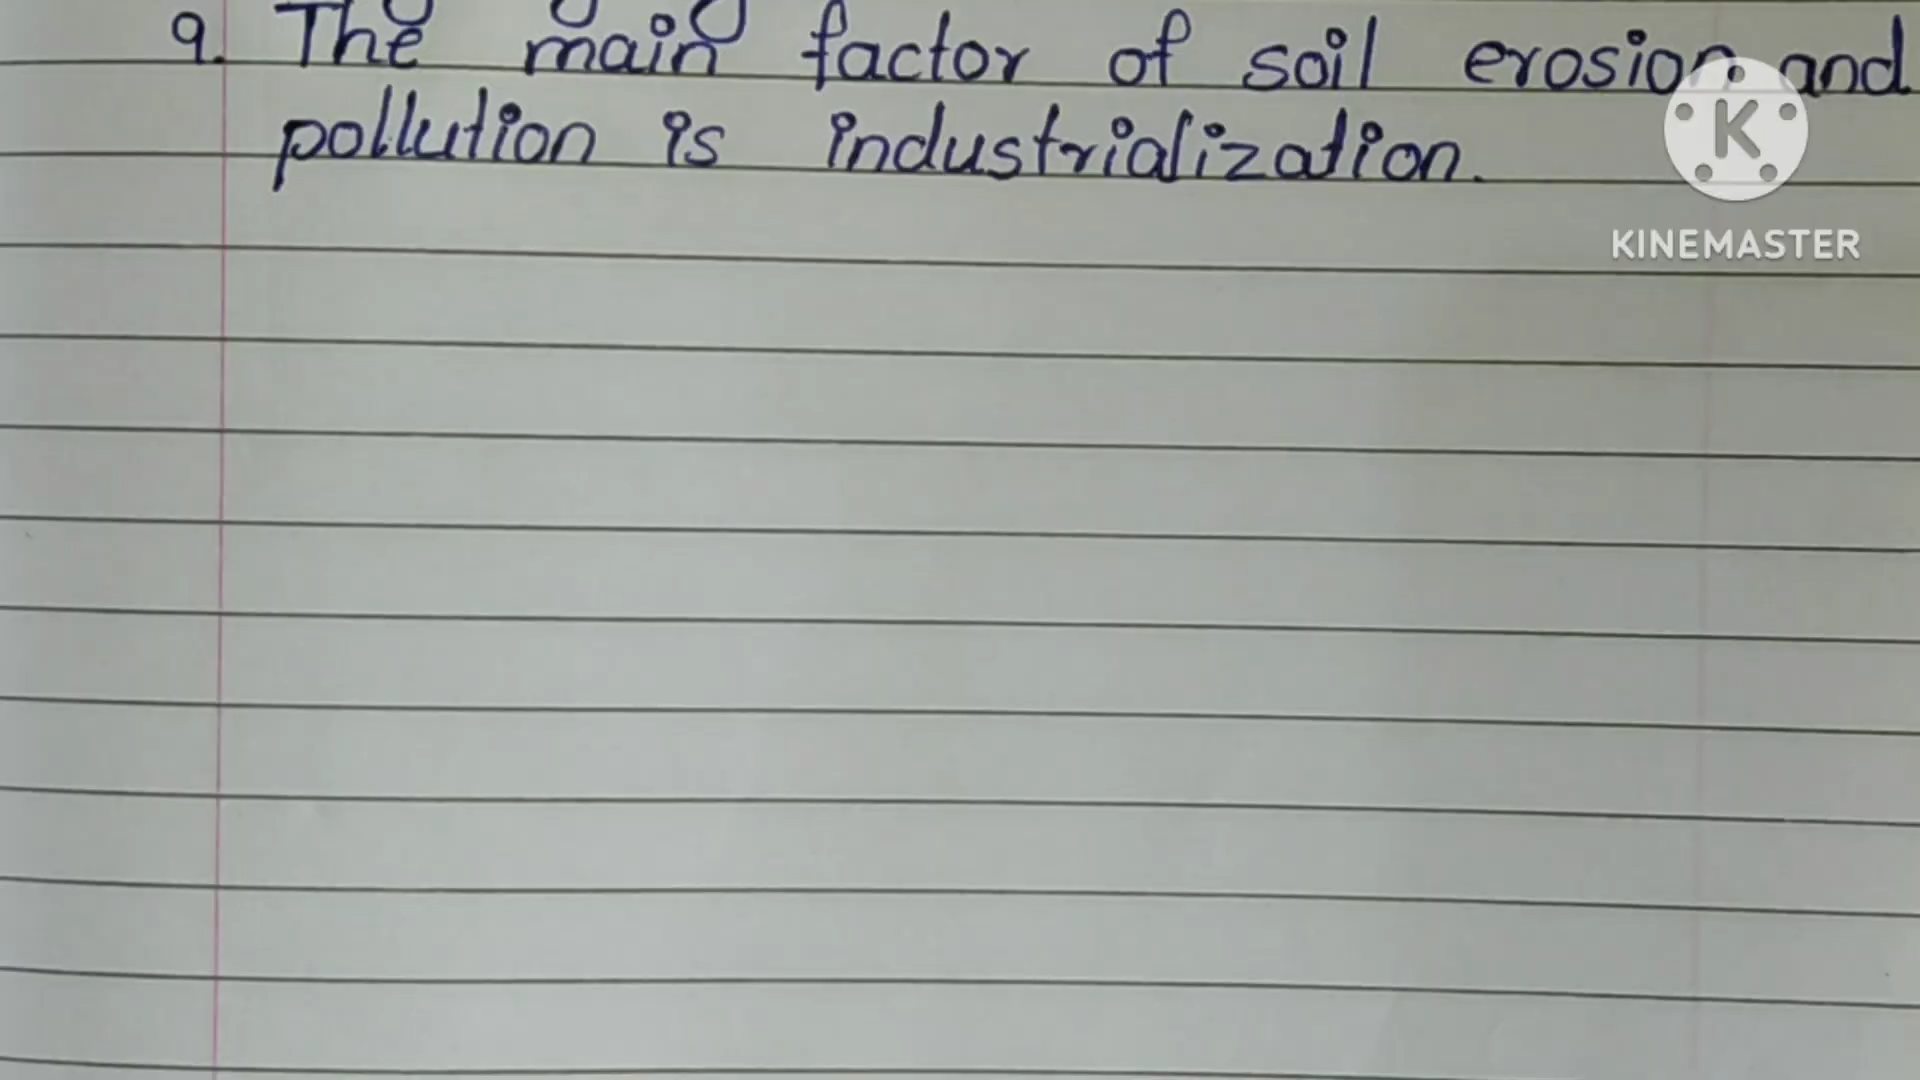 9. The main factor of soil erosion and
pollution is industrialization.
K
KINEMASTER